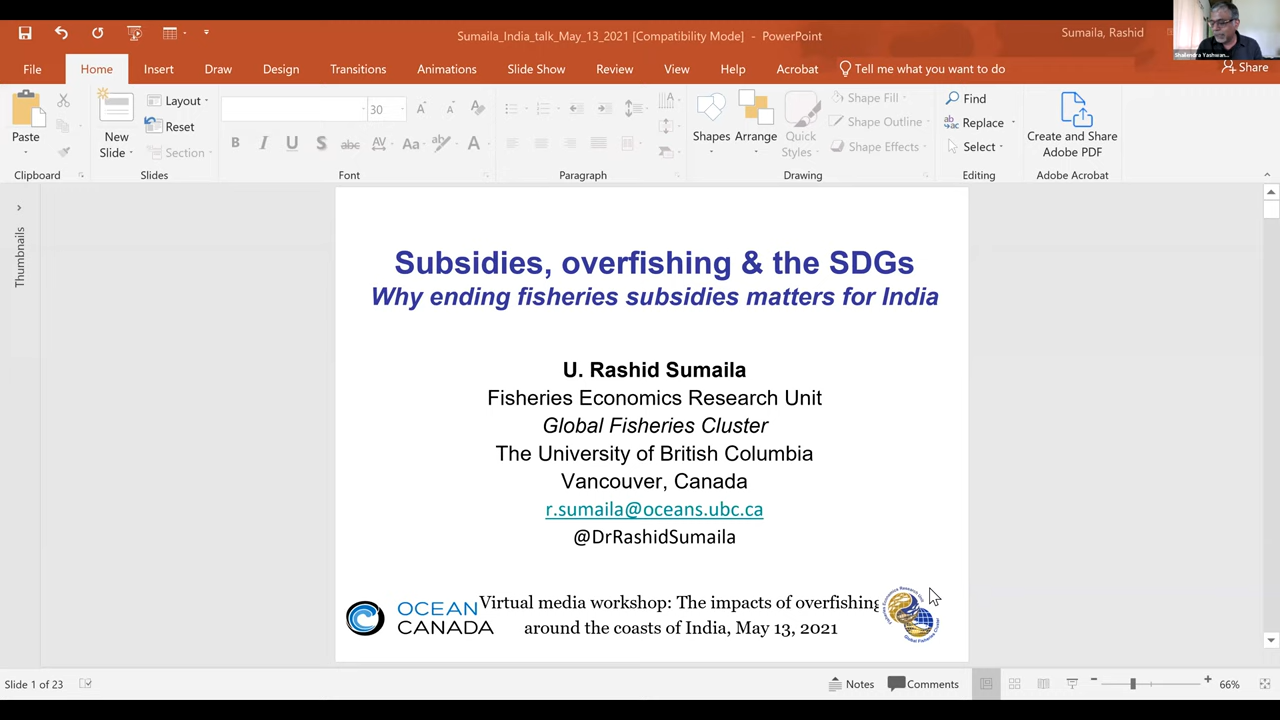 Sumaila_India_talk_May_13_2021 [Compatibility Mode] - PowerPoint
Sumaila, Rashid
Shailendra Yashwan...
File Home Insert Draw Design Transitions Animations Slide Show Review View Help Acrobat Tell me what you want to do Share
Paste
New
Slide
Layout
Reset
Section
30
B I U S abc AV Aa A
Shapes
Arrange
Quick
Styles
Shape Fill
Shape Outline
Shape Effects
Find
Replace
Select
Create and Share
Adobe PDF
Clipboard Slides Font Paragraph Drawing Editing Adobe Acrobat
Thumbnails
Subsidies, overfishing & the SDGs
Why ending fisheries subsidies matters for India
U. Rashid Sumaila
Fisheries Economics Research Unit
Global Fisheries Cluster
The University of British Columbia
Vancouver, Canada
r.sumaila@oceans.ubc.ca
@DrRashidSumaila
OCEAN
CANADA
Virtual media workshop: The impacts of overfishing
around the coasts of India, May 13, 2021
Slide 1 of 23
Notes Comments 66%